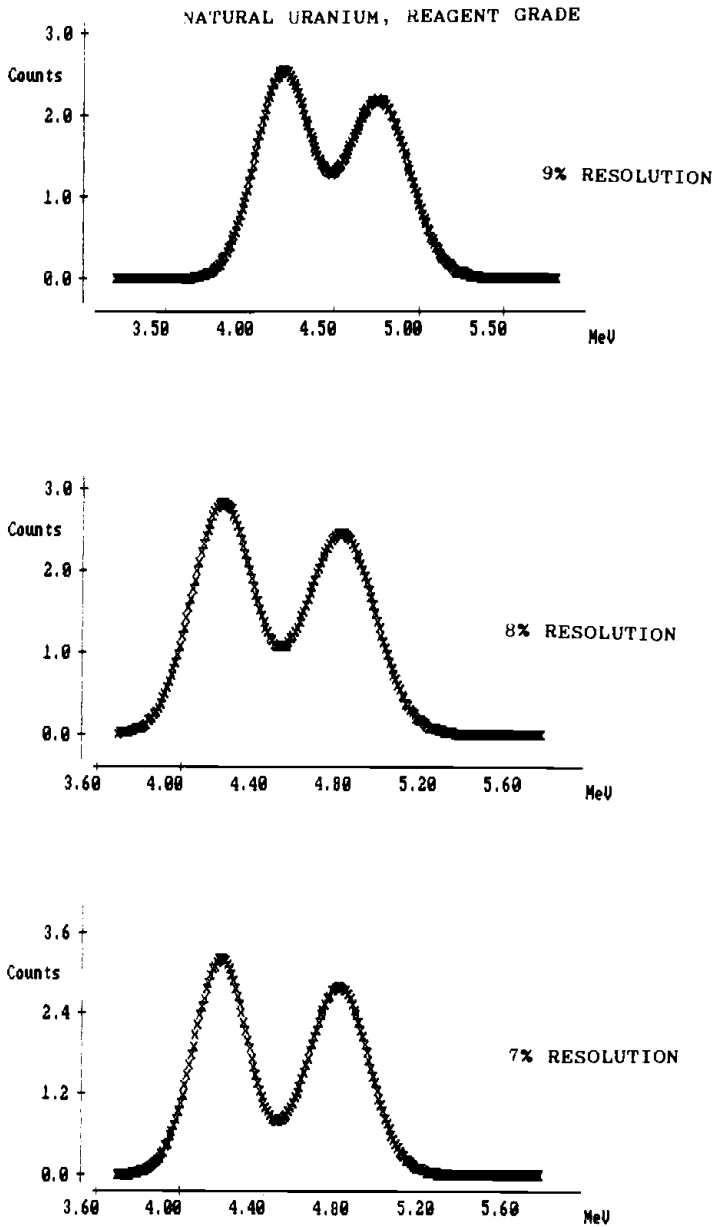 NATURAL URANIUM, REAGENT GRADE
3.0
Counts
2.0
9% RESOLUTION
1.0
0.0
3.50 4.00 4.50 5.00 5.50
MeV
3.0
Counts
2.0
8% RESOLUTION
1.0
0.0
3.60 4.00 4.40 4.80 5.20 5.60
MeV
3.6
Counts
2.4
7% RESOLUTION
1.2
0.0
3.60 4.00 4.40 4.80 5.20 5.60
MeV